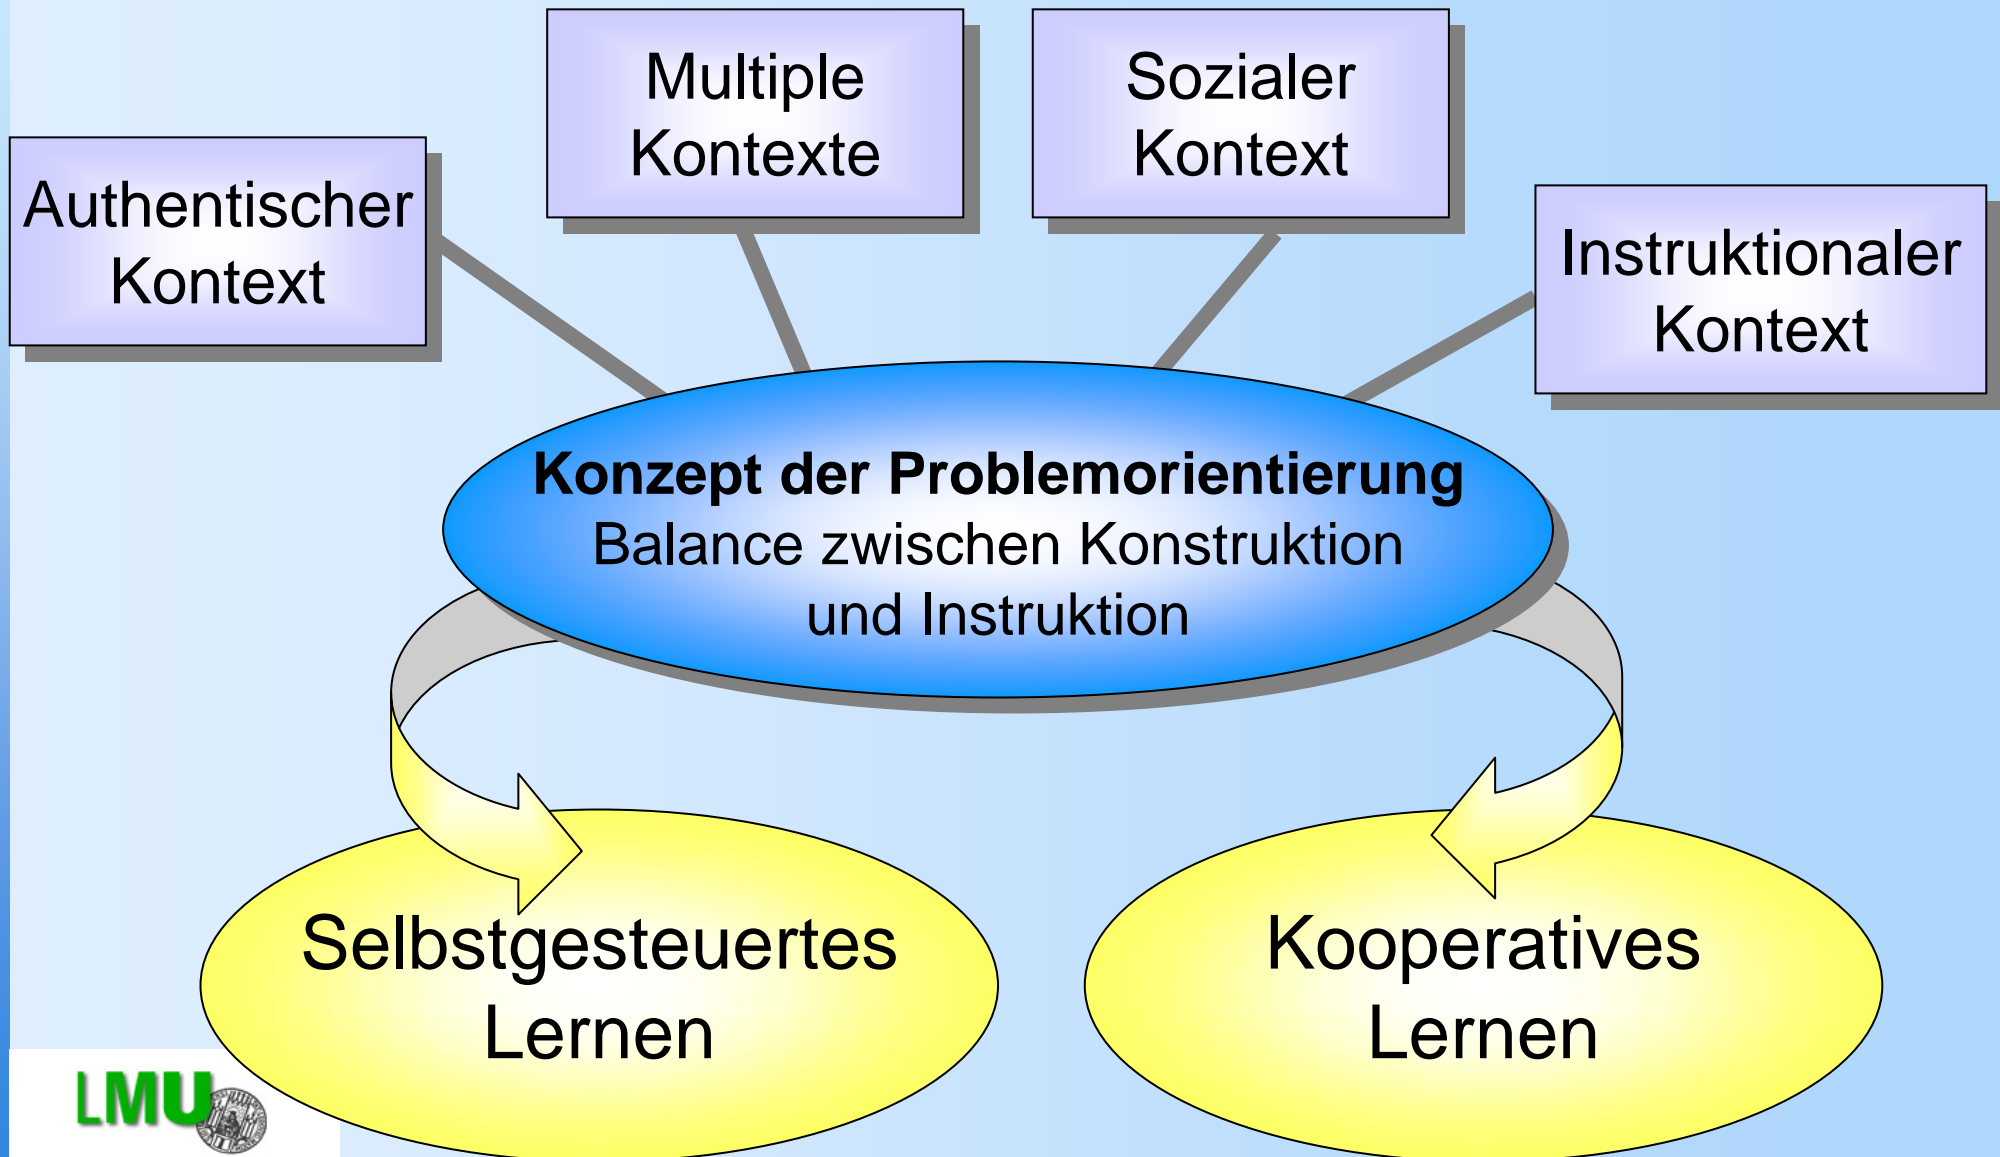 Authentischer
Kontext
Multiple
Kontexte
Sozialer
Kontext
Instruktionaler
Kontext
Konzept der Problemorientierung
Balance zwischen Konstruktion
und Instruktion
Selbstgesteuertes
Lernen
Kooperatives
Lernen
LMU